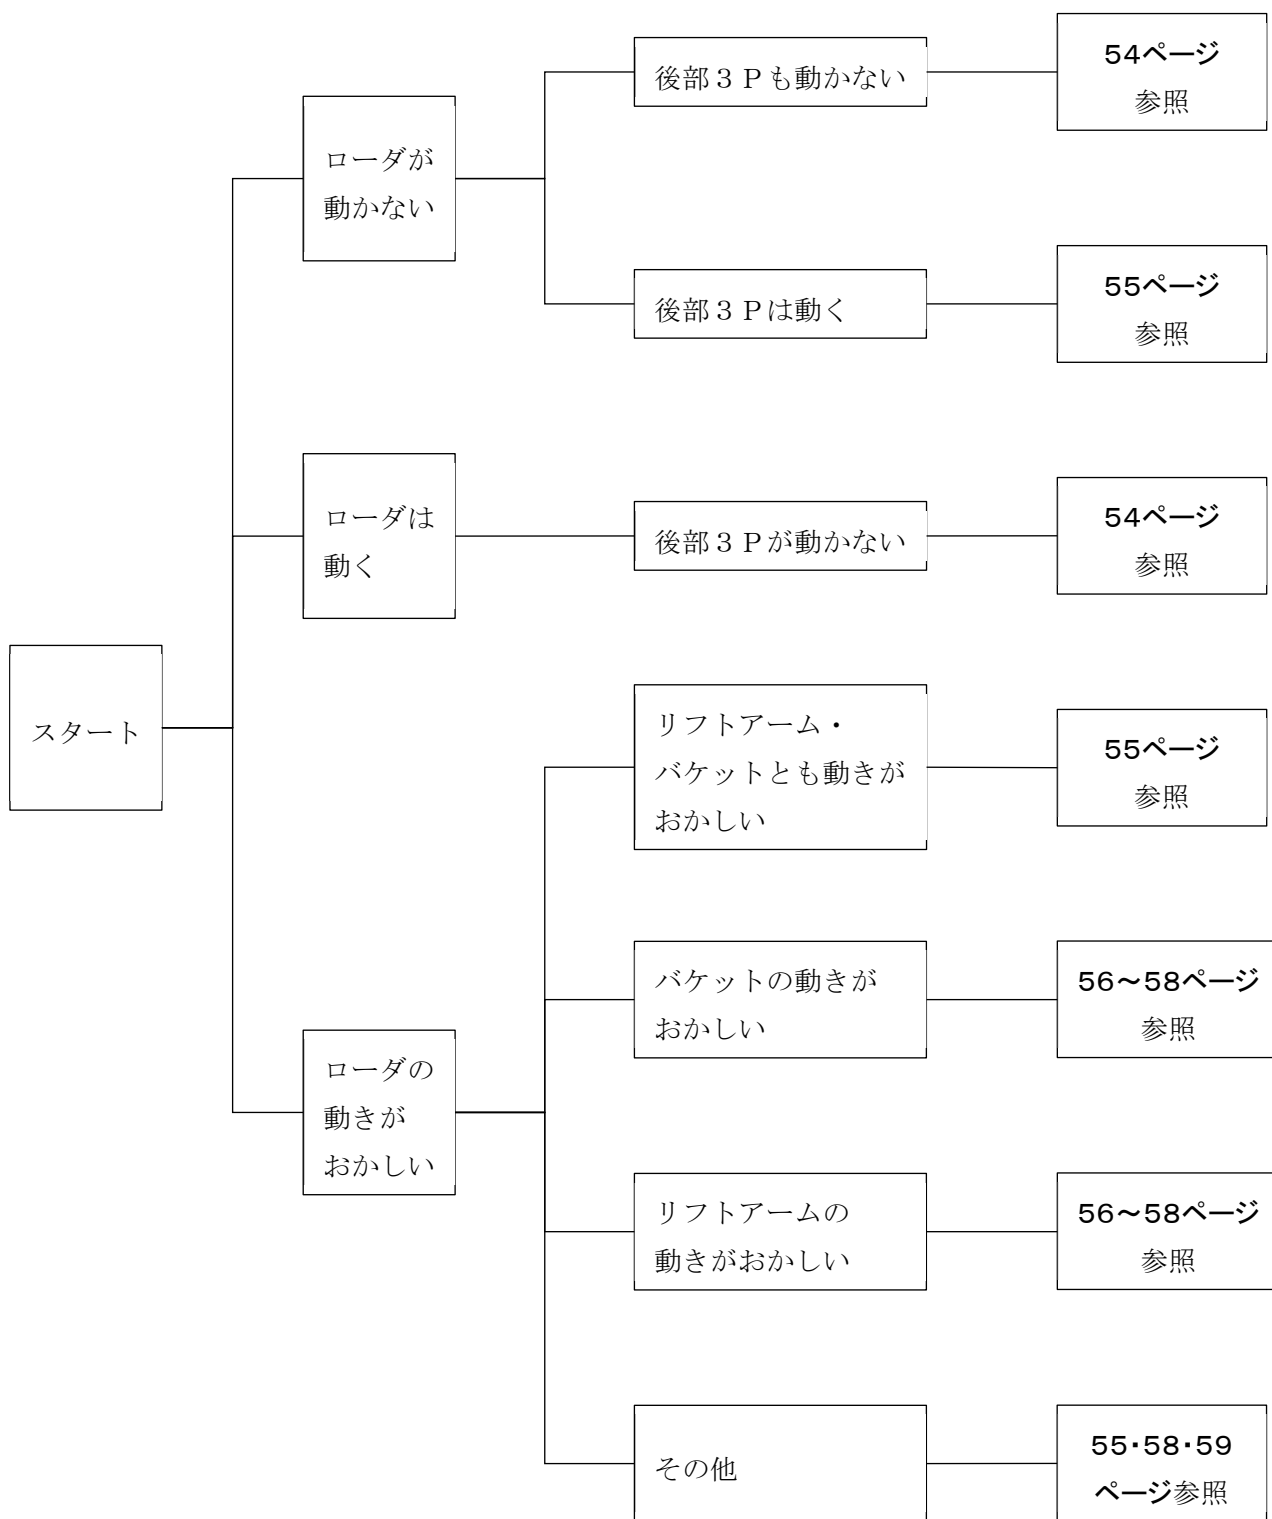 スタート
ローダが
動かない
後部３Ｐも動かない
54ページ
参照
後部３Ｐは動く
55ページ
参照
ローダは
動く
後部３Ｐが動かない
54ページ
参照
ローダの
動きが
おかしい
リフトアーム・
バケットとも動きが
おかしい
55ページ
参照
バケットの動きが
おかしい
56～58ページ
参照
リフトアームの
動きがおかしい
56～58ページ
参照
その他
55・58・59
ページ参照